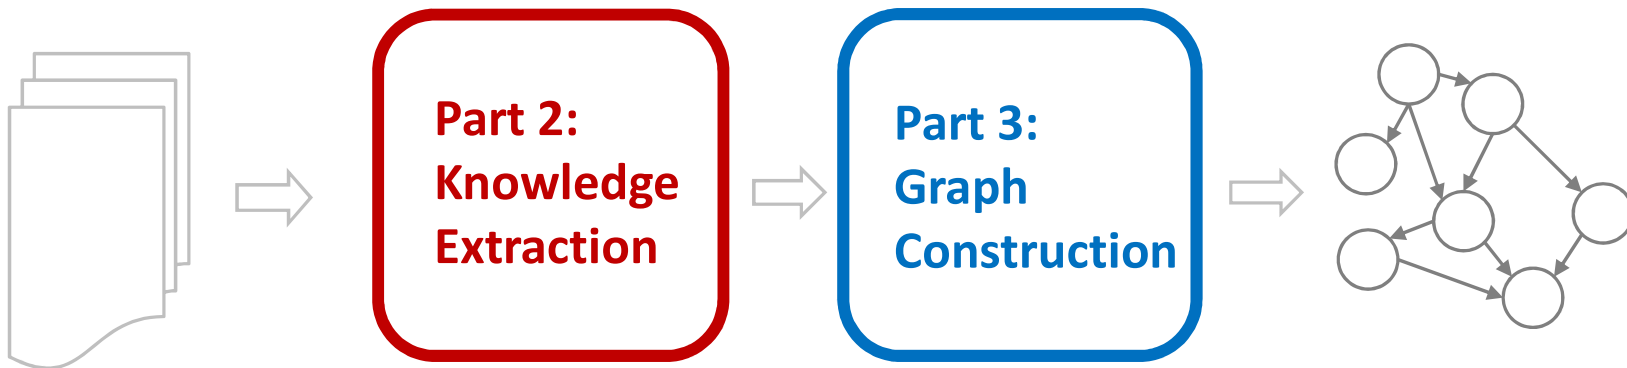 Part 2:
Knowledge
Extraction
Part 3:
Graph
Construction